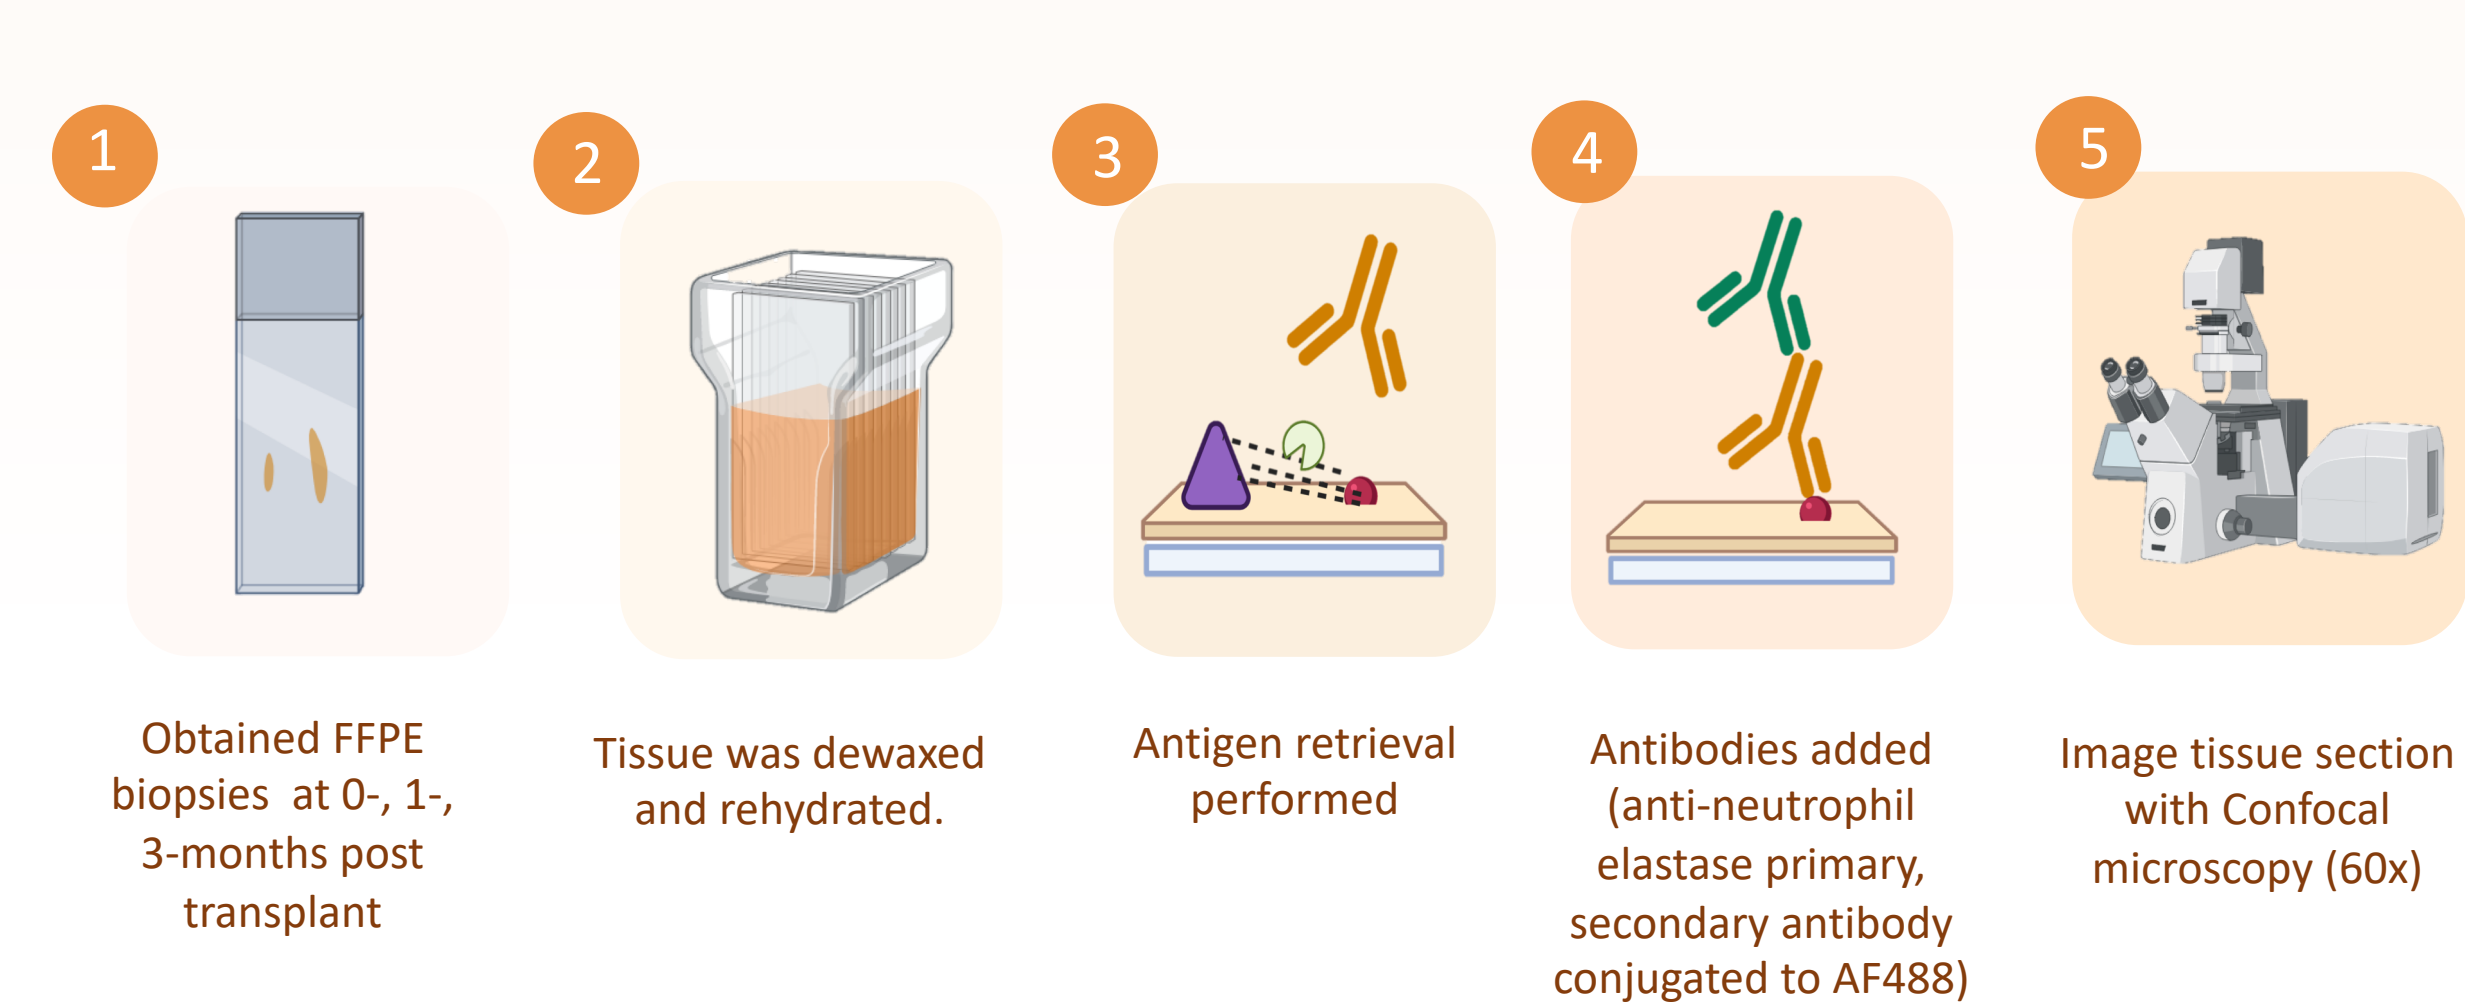 1
Obtained FFPE
biopsies at 0-, 1-,
3-months post
transplant
2
Tissue was dewaxed
and rehydrated.
3
Antigen retrieval
performed
4
Antibodies added
(anti-neutrophil
elastase primary,
secondary antibody
conjugated to AF488)
5
Image tissue section
with Confocal
microscopy (60x)